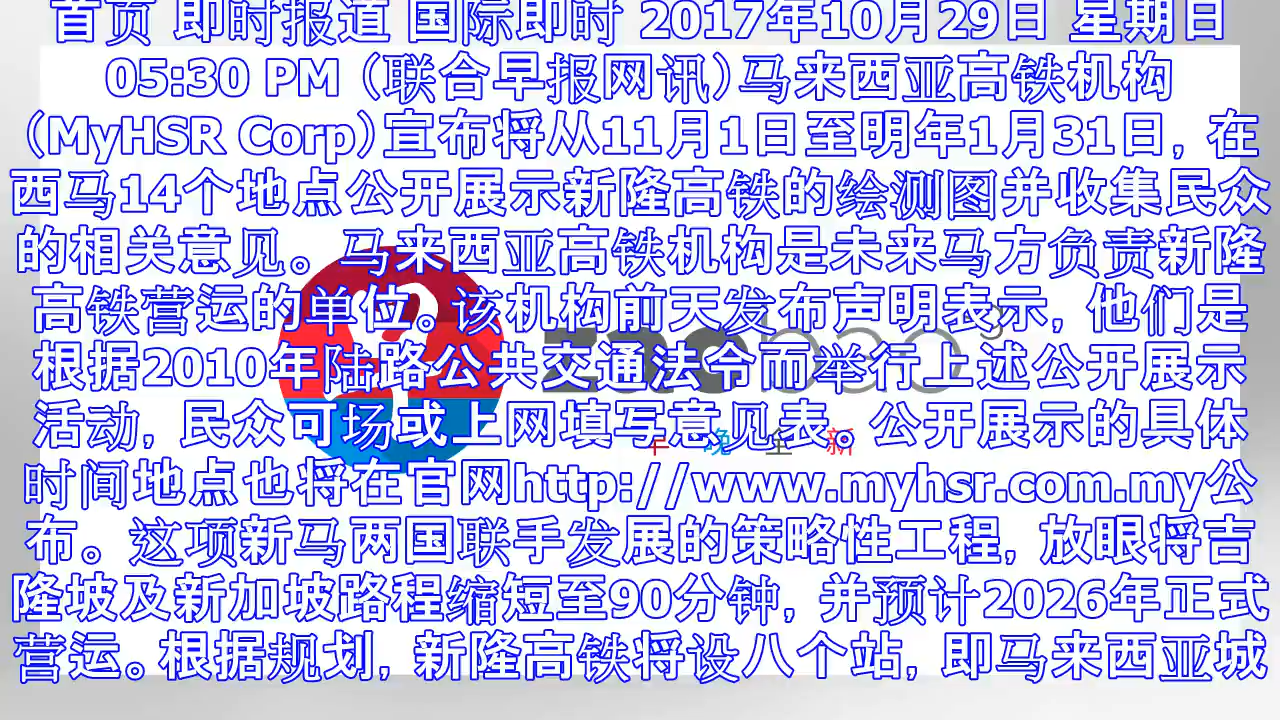 首页 即时报道 国际即时 2017年10月29日 星期日
05:30 PM (联合早报网讯)马来西亚高铁机构
(MyHSR Corp)宣布将从11月1日至明年1月31日, 在
西马14个地点公开展示新隆高铁的绘测图并收集民众
的相关意见。马来西亚高铁机构是未来马方负责新隆
高铁营运的单位。该机构前天发布声明表示, 他们是
根据2010年陆路公共交通法令而举行上述公开展示
活动, 民众可场或上网填写意见表。公开展示的具体
时间地点也将在官网http://www.myhsr.com.my公
布。这项新马两国联手发展的策略性工程, 放眼将吉
隆坡及新加坡路程缩短至90分钟, 并预计2026年正式
营运。根据规划, 新隆高铁将设八个站, 即马来西亚城
zaobao
早 晚 全 新